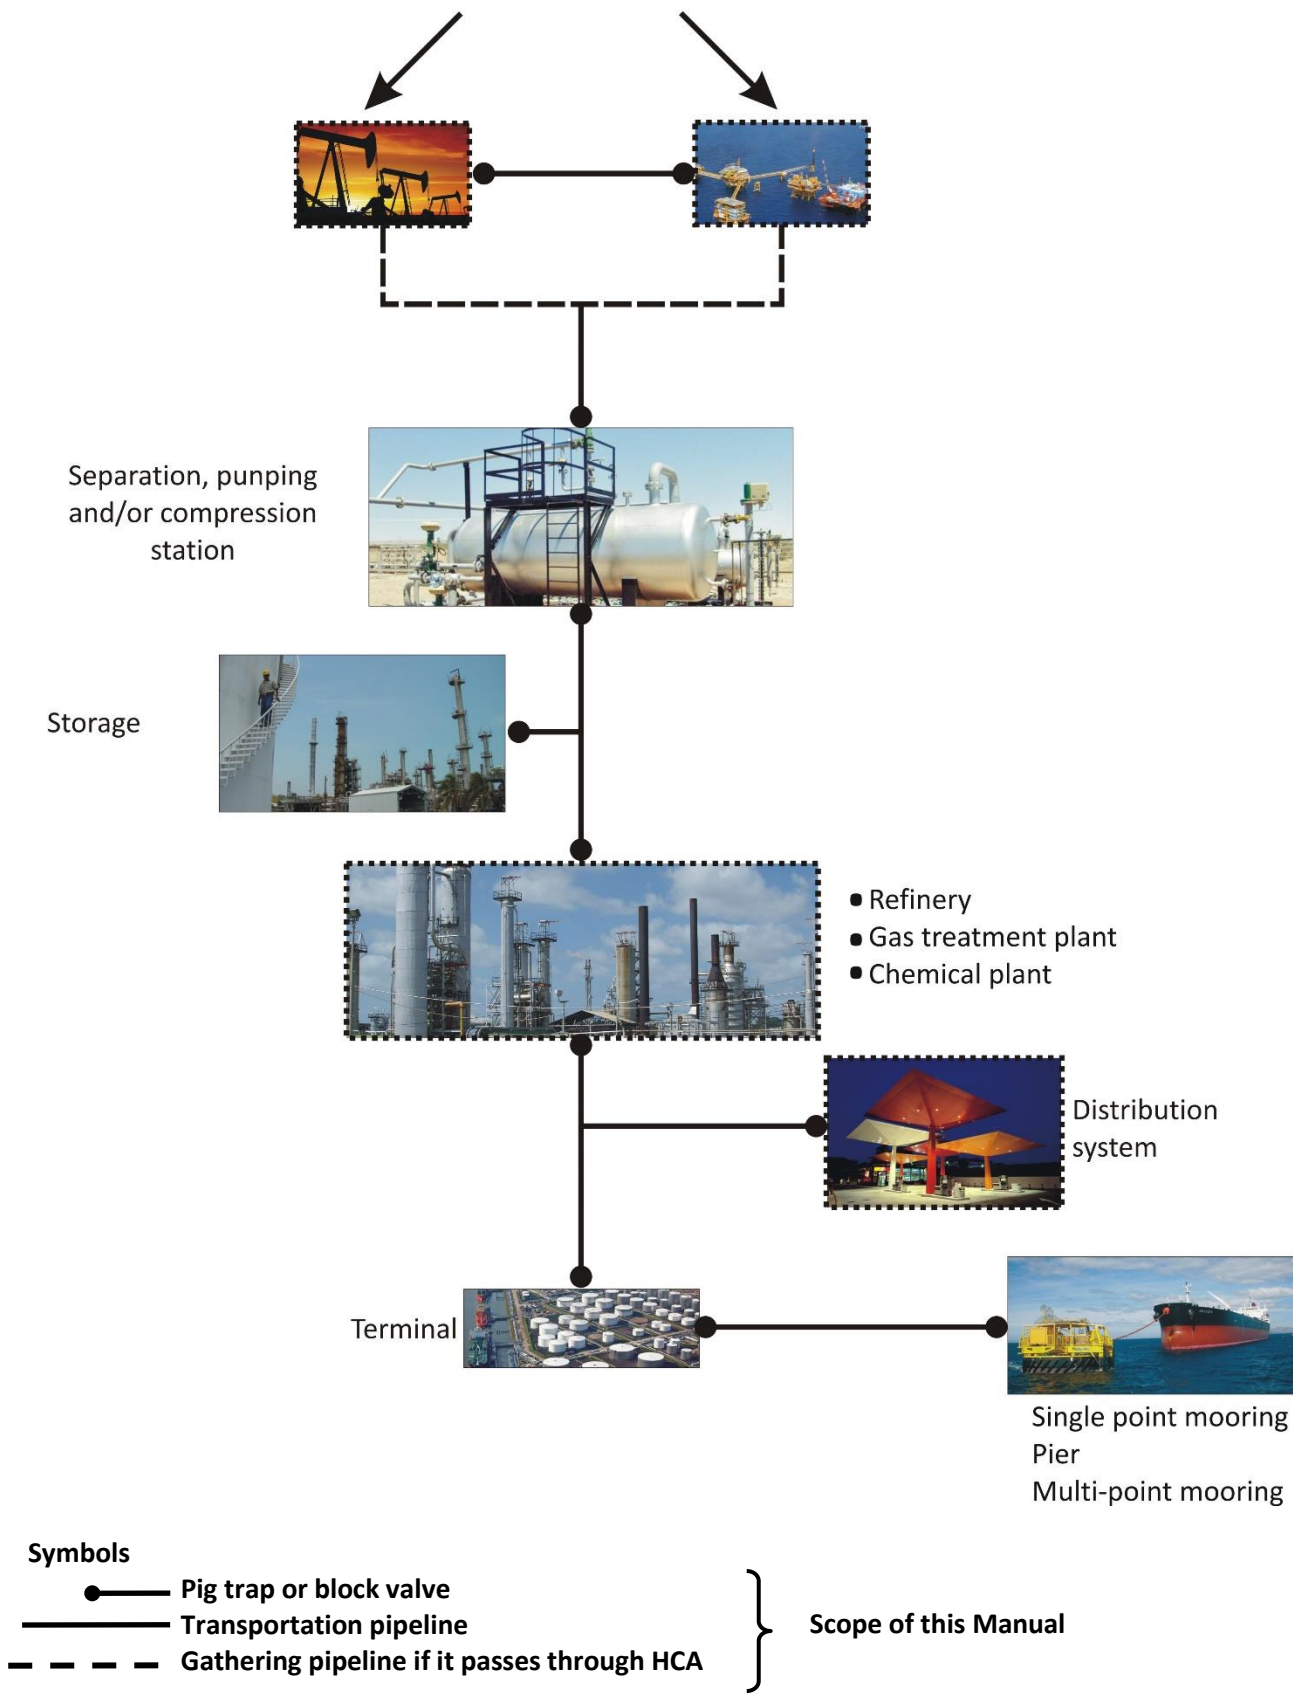 Separation, punping
and/or compression
station
Storage
• Refinery
• Gas treatment plant
• Chemical plant
Distribution
system
Terminal
Single point mooring
Pier
Multi-point mooring
Symbols
Pig trap or block valve
Transportation pipeline
Gathering pipeline if it passes through HCA
Scope of this Manual